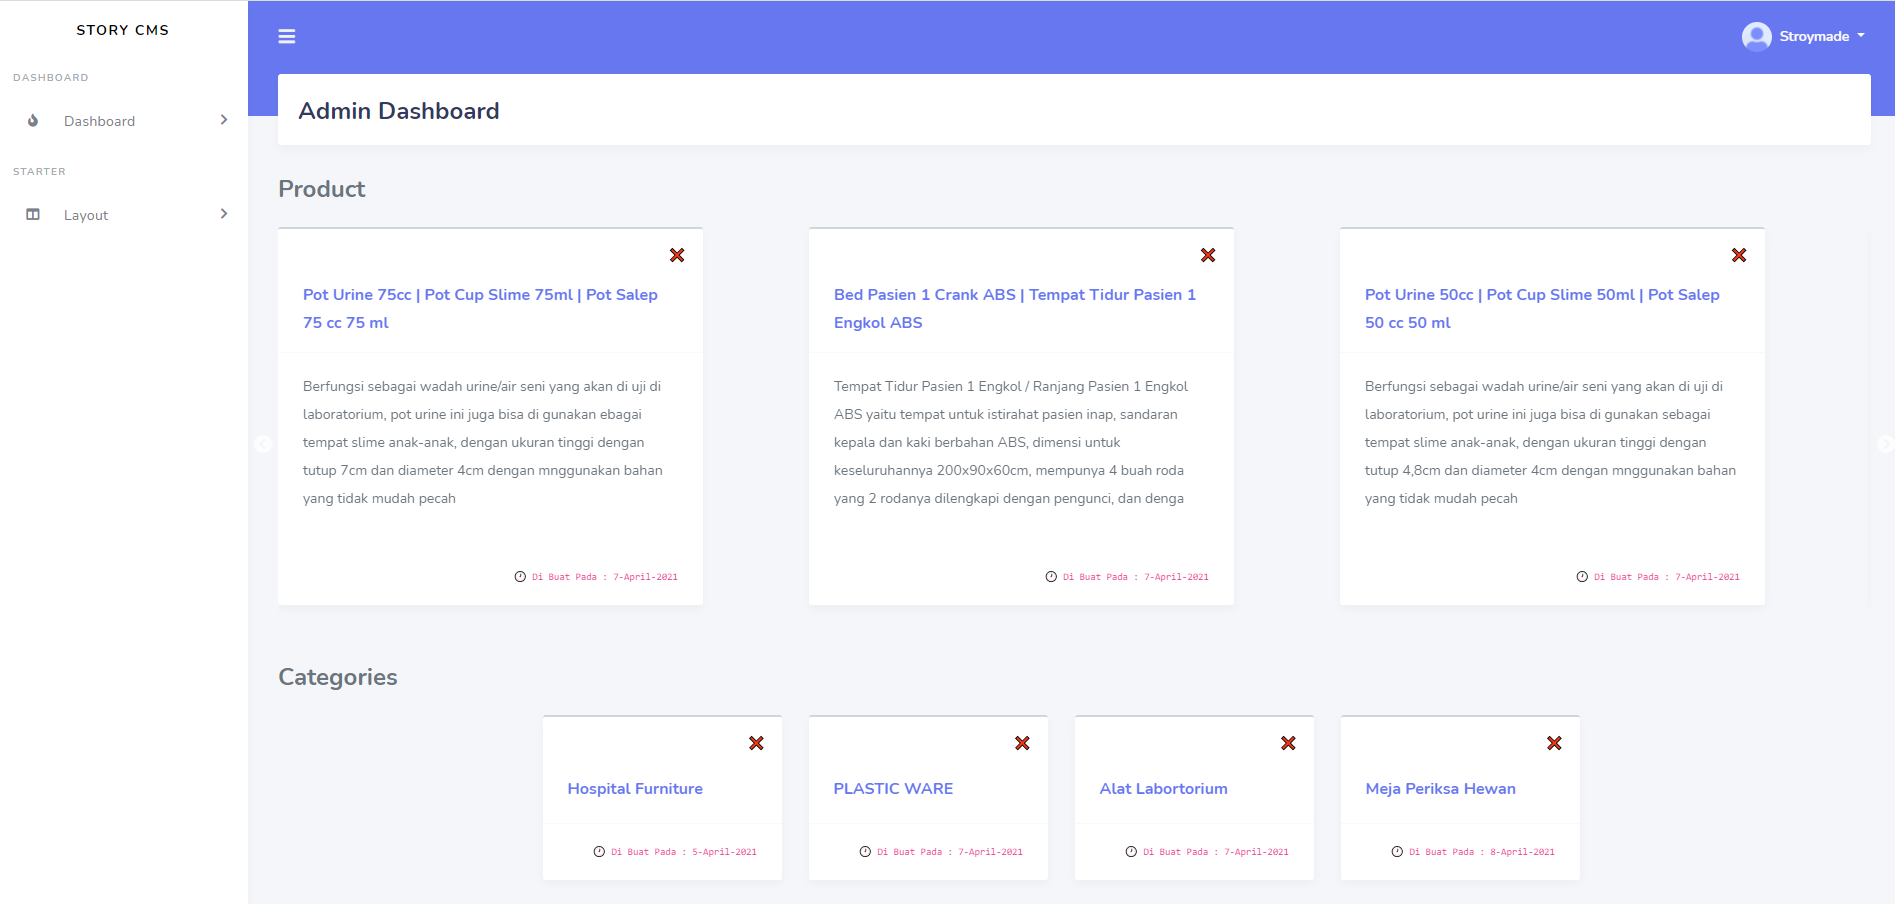 STORY CMS
DASHBOARD
Dashboard
STARTER
Layout
Stroymade
Admin Dashboard
Product
Pot Urine 75cc | Pot Cup Slime 75ml | Pot Salep
75 cc 75 ml
Berfungsi sebagai wadah urine/air seni yang akan di uji di
laboratorium, pot urine ini juga bisa di gunakan ebagai
tempat slime anak-anak, dengan ukuran tinggi dengan
tutup 7cm dan diameter 4cm dengan mnggunakan bahan
yang tidak mudah pecah
Di Buat Pada : 7-April-2021
Bed Pasien 1 Crank ABS | Tempat Tidur Pasien 1
Engkol ABS
Tempat Tidur Pasien 1 Engkol / Ranjang Pasien 1 Engkol
ABS yaitu tempat untuk istirahat pasien inap, sandaran
kepala dan kaki berbahan ABS, dimensi untuk
keseluruhannya 200x90x60cm, mempunya 4 buah roda
yang 2 rodanya dilengkapi dengan pengunci, dan denga
Di Buat Pada : 7-April-2021
Pot Urine 50cc | Pot Cup Slime 50ml | Pot Salep
50 cc 50 ml
Berfungsi sebagai wadah urine/air seni yang akan di uji di
laboratorium, pot urine ini juga bisa di gunakan sebagai
tempat slime anak-anak, dengan ukuran tinggi dengan
tutup 4,8cm dan diameter 4cm dengan mnggunakan bahan
yang tidak mudah pecah
Di Buat Pada : 7-April-2021
Categories
Hospital Furniture
Di Buat Pada : 5-April-2021
PLASTIC WARE
Di Buat Pada : 7-April-2021
Alat Labortorium
Di Buat Pada : 7-April-2021
Meja Periksa Hewan
Di Buat Pada : 8-April-2021